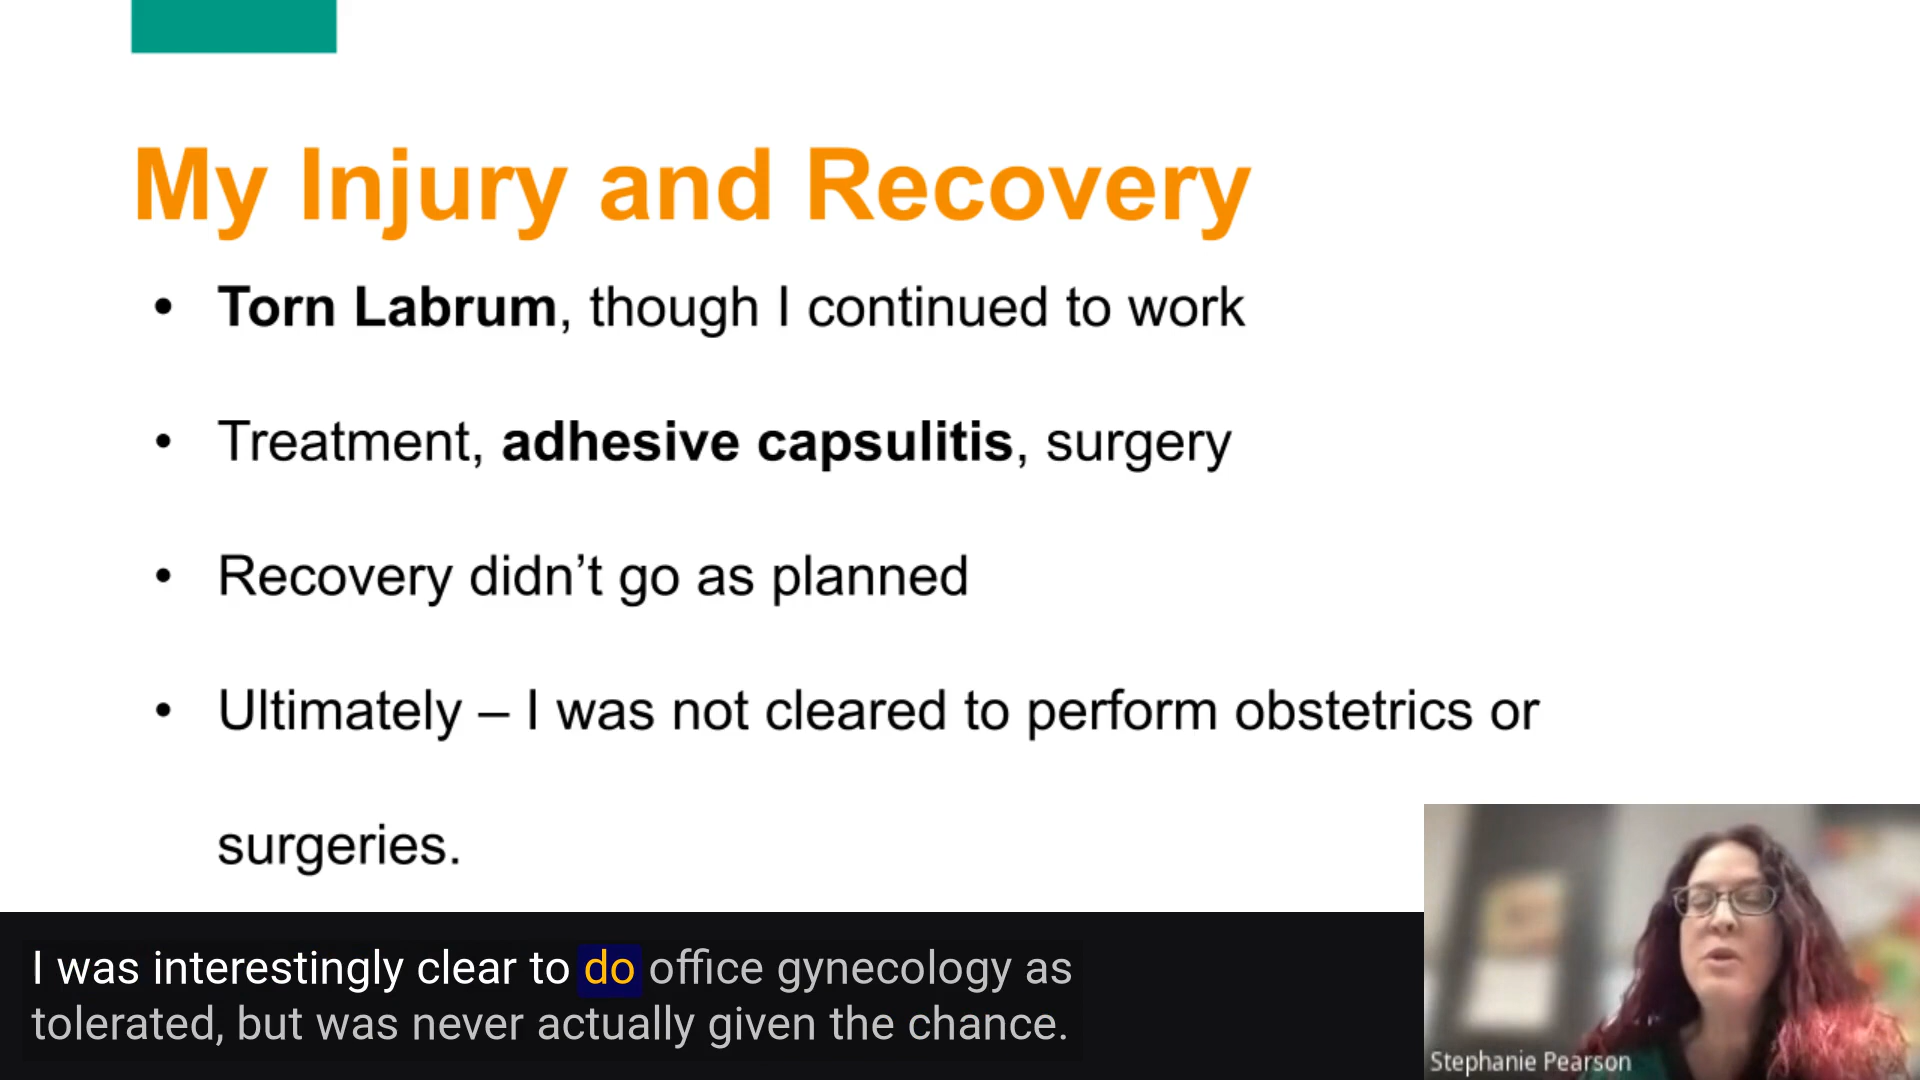 My Injury and Recovery
• Torn Labrum, though I continued to work
• Treatment, adhesive capsulitis, surgery
• Recovery didn’t go as planned
• Ultimately – I was not cleared to perform obstetrics or
surgeries.
I was interestingly clear to do office gynecology as
tolerated, but was never actually given the chance.
Stephanie Pearson